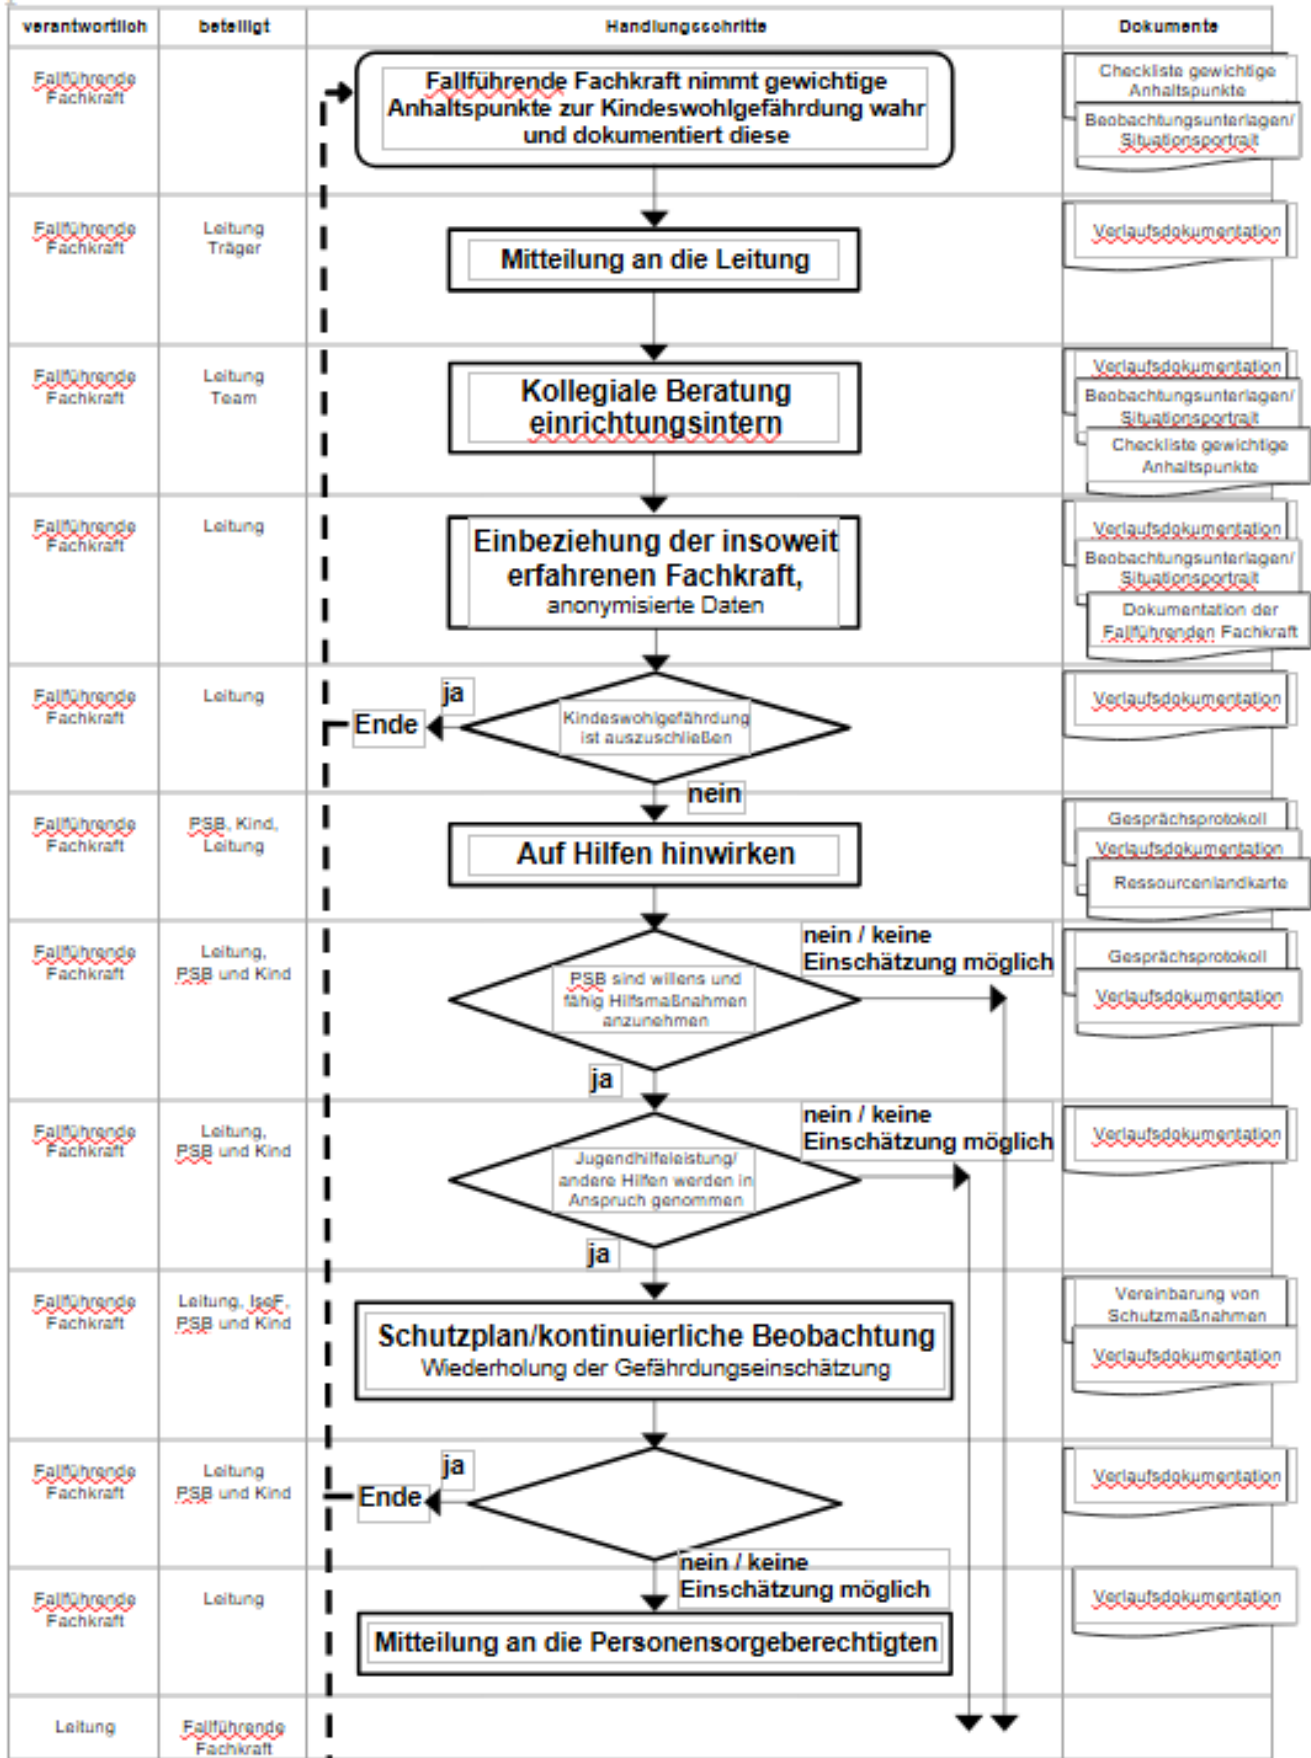 verantwortlich
beteiligt
Handlungsschritte
Dokumente
Fallführende
Fachkraft
Fallführende Fachkraft nimmt gewichtige
Anhaltspunkte zur Kindeswohlgefährdung wahr
und dokumentiert diese
Checkliste gewichtige
Anhaltspunkte
Beobachtungsunterlagen/
Situationsportrait
Fallführende
Fachkraft
Leitung
Träger
Mitteilung an die Leitung
Verlaufsdokumentation
Fallführende
Fachkraft
Leitung
Team
Kollegiale Beratung
einrichtungsintern
Verlaufsdokumentation
Beobachtungsunterlagen/
Situationsportrait
Checkliste gewichtige
Anhaltspunkte
Fallführende
Fachkraft
Leitung
Einbeziehung der insoweit
erfahrenen Fachkraft,
anonymisierte Daten
Verlaufsdokumentation
Beobachtungsunterlagen/
Situationsportrait
Dokumentation der
Fallführenden Fachkraft
Fallführende
Fachkraft
Leitung
Ende
ja
Kindeswohlgefährdung
ist auszuschließen
nein
Verlaufsdokumentation
Fallführende
Fachkraft
PSB, Kind,
Leitung
Auf Hilfen hinwirken
Gesprächsprotokoll
Verlaufsdokumentation
Ressourcenlandkarte
Fallführende
Fachkraft
Leitung,
PSB und Kind
PSB sind willens und
fähig Hilfsmaßnahmen
anzunehmen
nein / keine
Einschätzung möglich
ja
Gesprächsprotokoll
Verlaufsdokumentation
Fallführende
Fachkraft
Leitung,
PSB und Kind
Jugendhilfeleistung/
andere Hilfen werden in
Anspruch genommen
nein / keine
Einschätzung möglich
ja
Verlaufsdokumentation
Fallführende
Fachkraft
Leitung, IseF,
PSB und Kind
Schutzplan/kontinuierliche Beobachtung
Wiederholung der Gefährdungseinschätzung
Vereinbarung von
Schutzmaßnahmen
Verlaufsdokumentation
Fallführende
Fachkraft
Leitung
PSB und Kind
Ende
ja
nein / keine
Einschätzung möglich
Verlaufsdokumentation
Fallführende
Fachkraft
Leitung
Mitteilung an die Personensorgeberechtigten
Verlaufsdokumentation
Leitung
Fallführende
Fachkraft